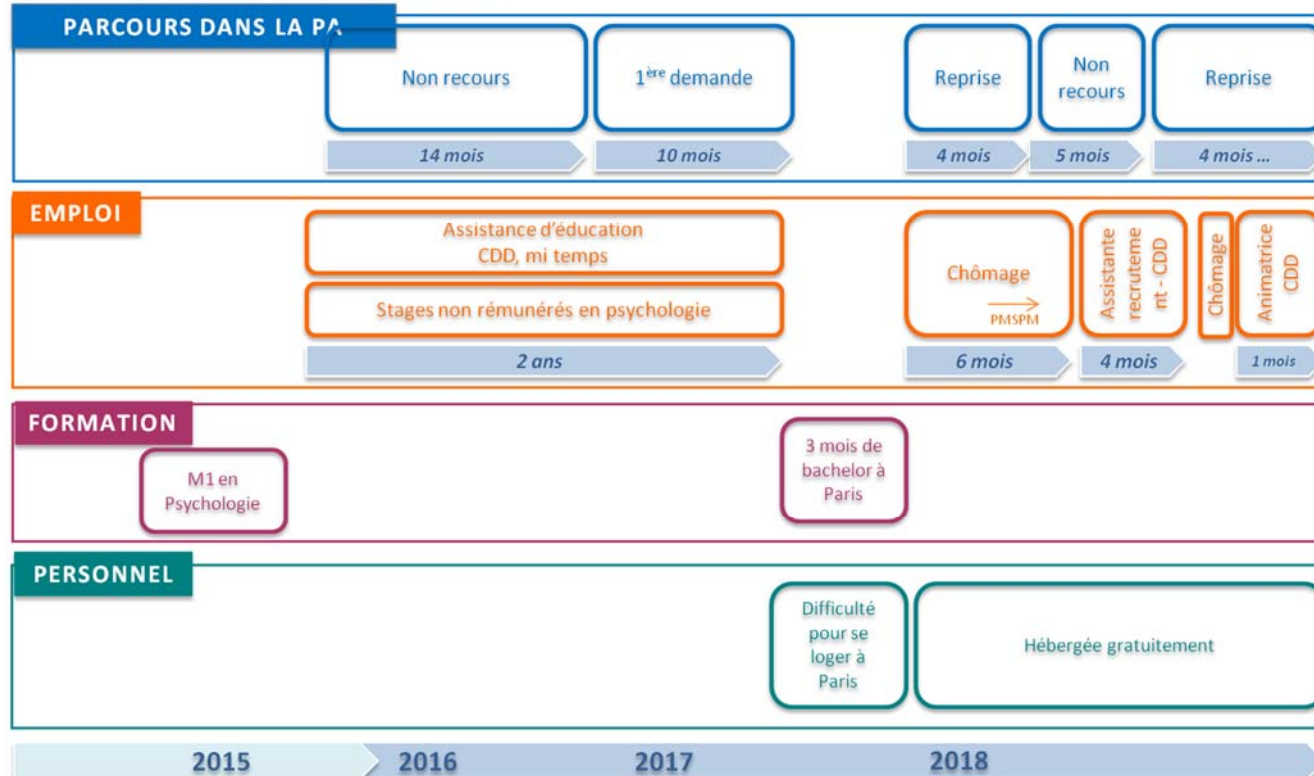 PARCOURS DANS LA PA
Non recours
1ère demande
Reprise
Non
recours
Reprise
14 mois
10 mois
4 mois
5 mois
4 mois ...
EMPLOI
Assistance d'éducation
CDD, mi temps
Stages non rémunérés en psychologie
Chômage
PMSPM
Assistante
recruteme
nt - CDD
Chômage
Animatrice
CDD
2 ans
6 mois
4 mois
1 mois
FORMATION
M1 en
Psychologie
3 mois de
bachelor à
Paris
PERSONNEL
Difficulté
pour se
loger à
Paris
Hébergée gratuitement
2015
2016
2017
2018